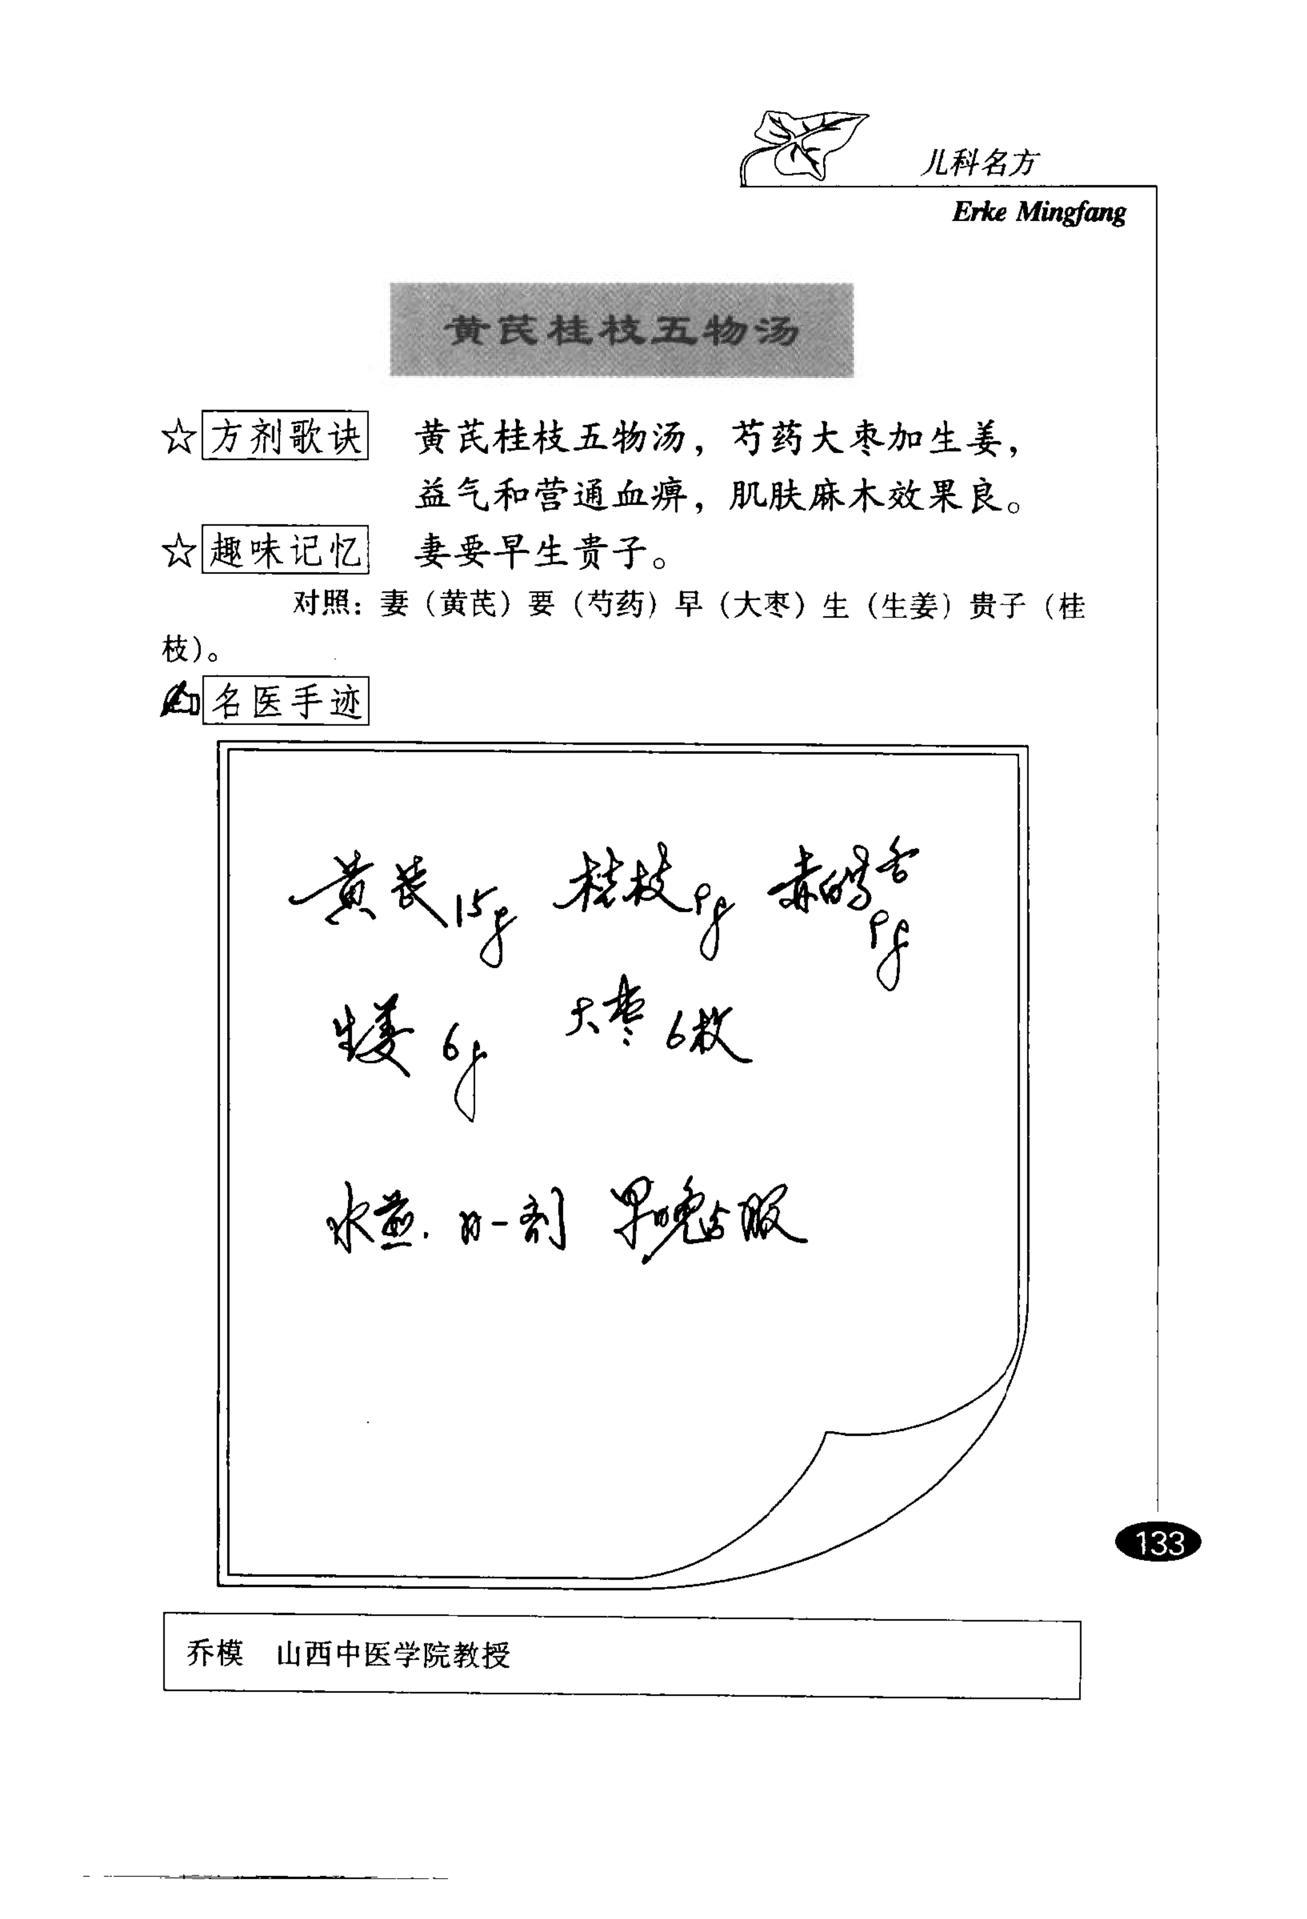 儿科名方
Erke Mingfang
黄芪桂枝五物汤
☆方剂歌诀 黄芪桂枝五物汤，芍药大枣加生姜，
益气和营通血痹，肌肤麻木效果良。
☆趣味记忆 妻要早生贵子。
对照：妻（黄芪）要（芍药）早（大枣）生（生姜）贵子（桂
枝）。
名医手迹
黄芪15g 桂枝9g 赤白芍各9g
生姜6g 大枣6枚
水煎.日一剂 早晚分服
133
乔模 山西中医学院教授